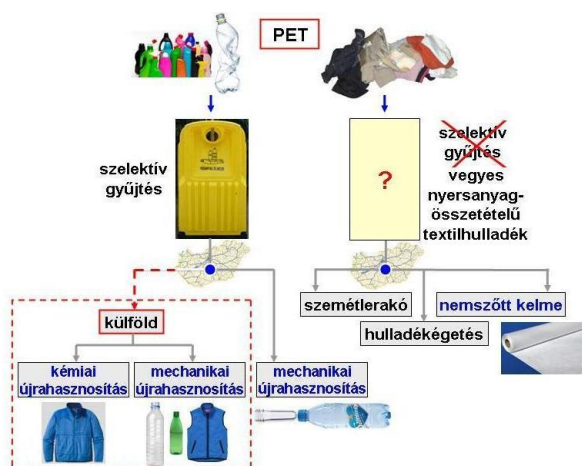 PET
szelektív
gyűjtés
?
szelektív
gyűjtés
vegyes
nyersanyag-
összetételű
textilhulladék
külföld
kémiai
újrahasznosítás
mechanikai
újrahasznosítás
mechanikai
újrahasznosítás
szemétlerakó
hulladékégetés
nemszőtt kelme